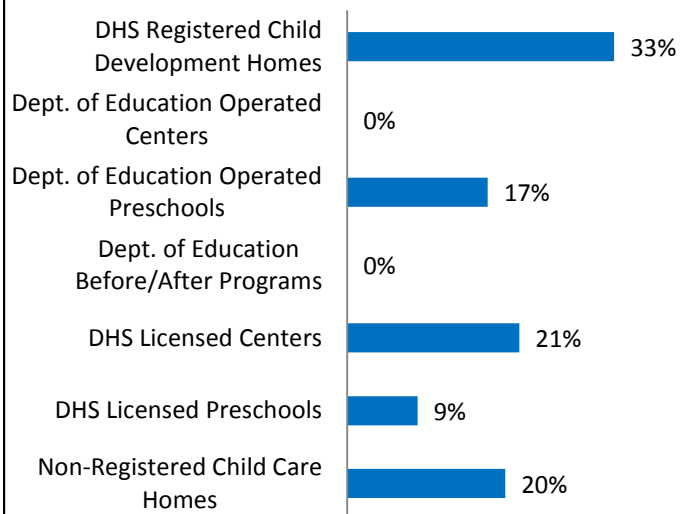 DHS Registered Child
Development Homes
33%
Dept. of Education Operated
Centers
0%
Dept. of Education Operated
Preschools
17%
Dept. of Education
Before/After Programs
0%
DHS Licensed Centers
21%
DHS Licensed Preschools
9%
Non-Registered Child Care
Homes
20%